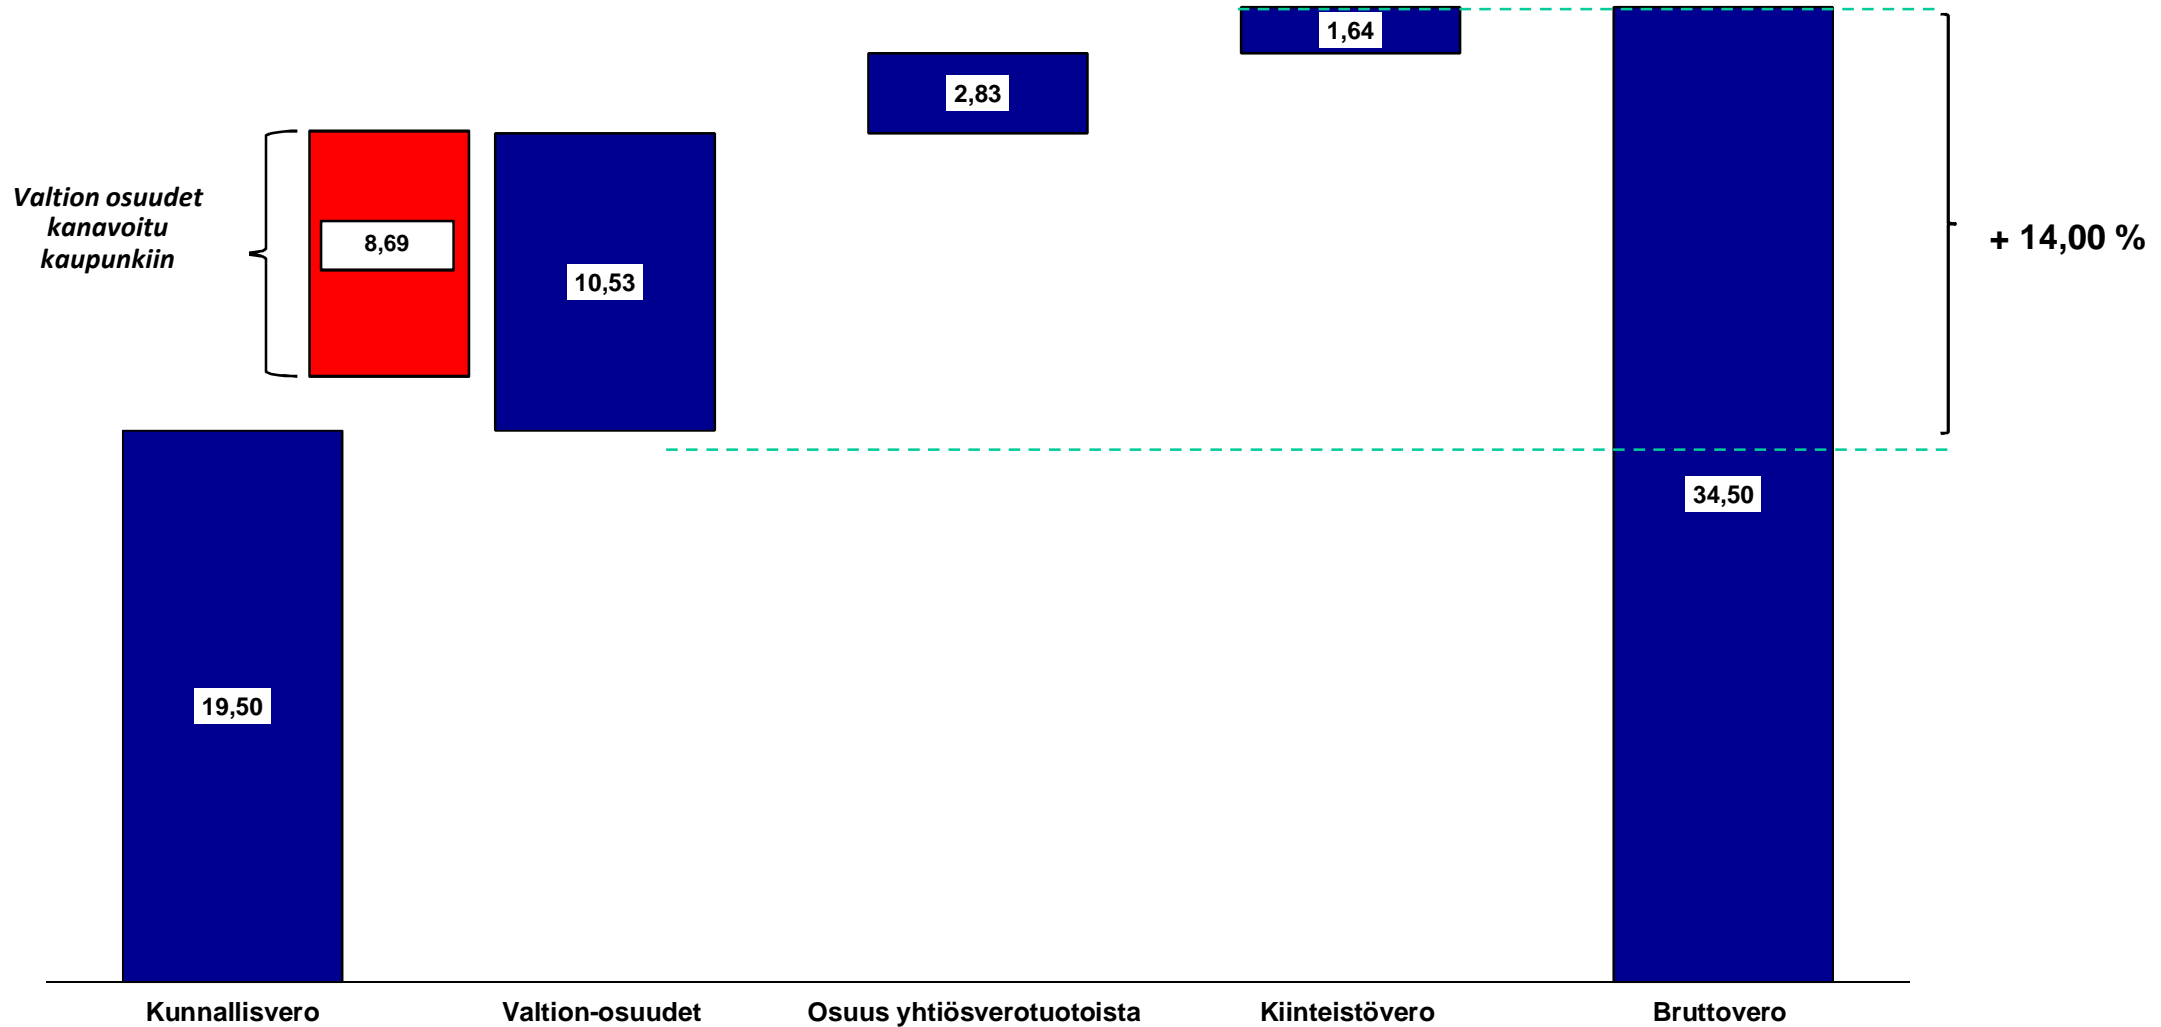 1,64
2,83
Valtion osuudet
kanavoitu
kaupunkiin
8,69
+ 14,00 %
10,53
34,50
19,50
Kunnallisvero
Valtion-osuudet
Osuus yhtiösverotuotoista
Kiinteistövero
Bruttovero